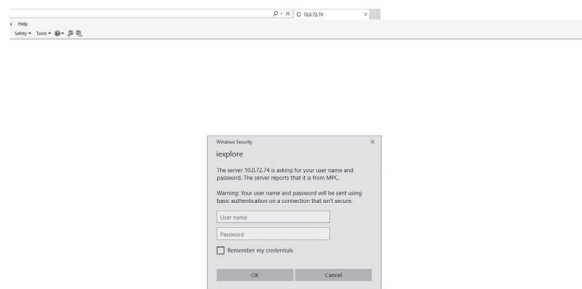 10.0.72.74
Help
Safety Tools
Windows Security
iexplore
The server 10.0.72.74 is asking for your user name and
password. The server reports that it is from MPC.
Warning: Your user name and password will be sent using
basic authentication on a connection that isn't secure.
User name
Password
Remember my credentials
OK Cancel